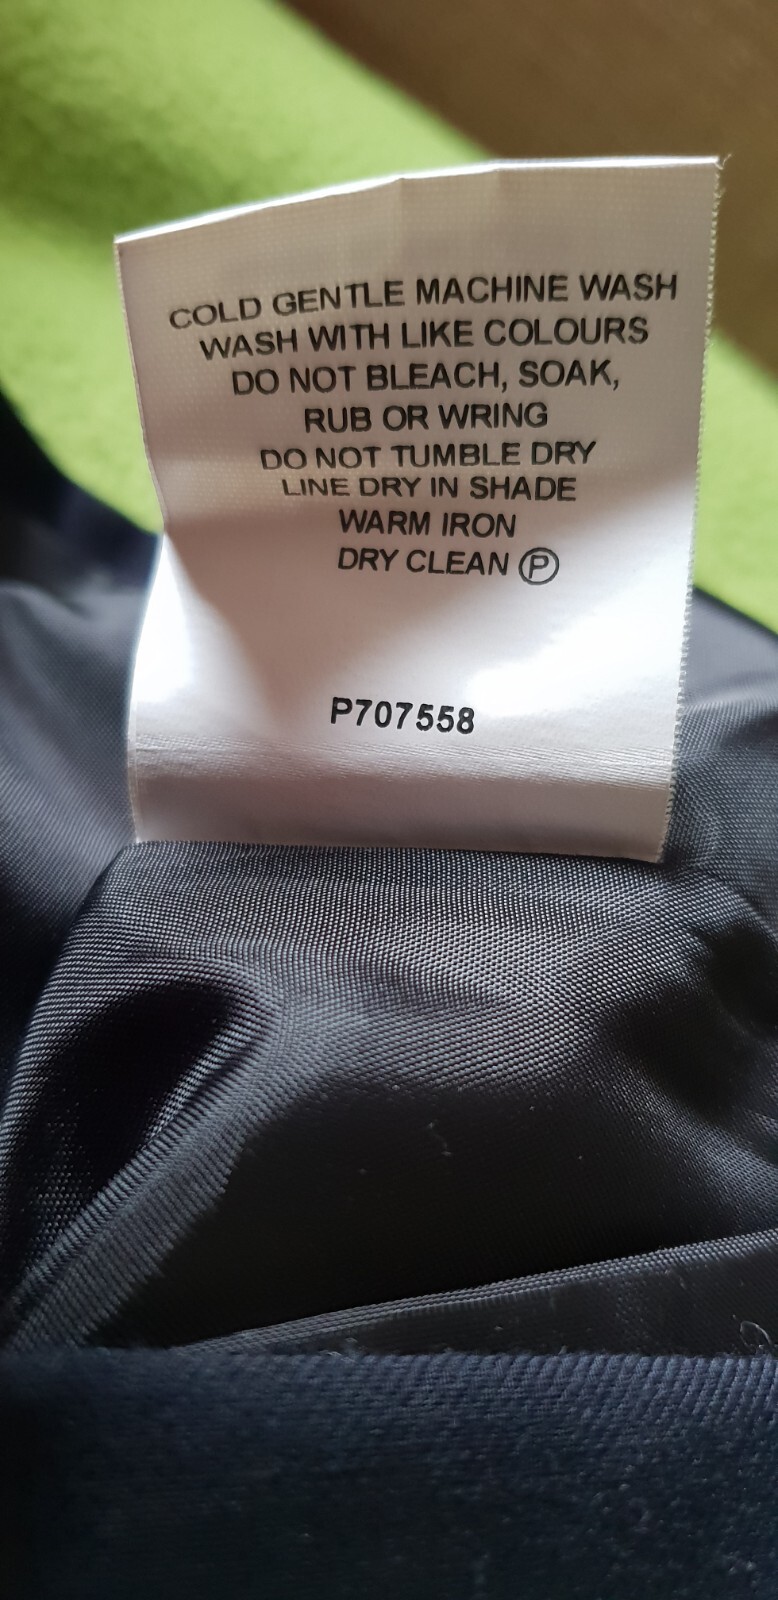 COLD GENTLE MACHINE WASH
WASH WITH LIKE COLOURS
DO NOT BLEACH, SOAK,
RUB OR WRING
DO NOT TUMBLE DRY
LINE DRY IN SHADE
WARM IRON
DRY CLEAN Ⓟ
P707558